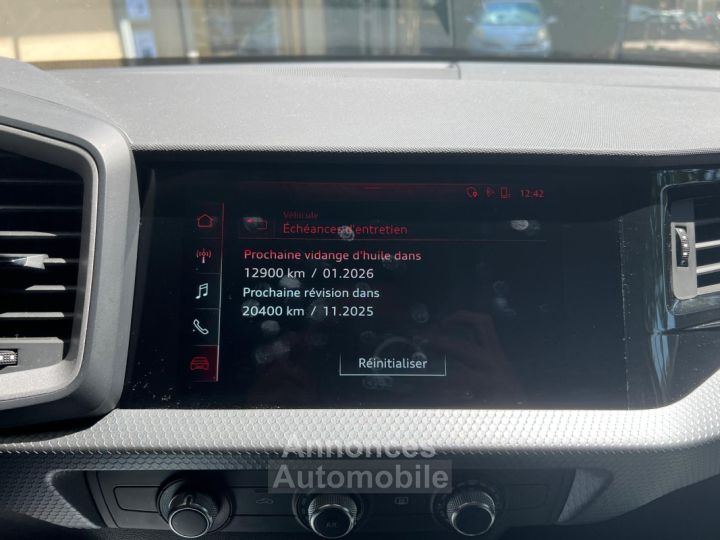 12:42
Véhicule
Échéances d'entretien
Prochaine vidange d'huile dans
12900 km / 01.2026
Prochaine révision dans
20400 km / 11.2025
Réinitialiser
Annonces
Automobile